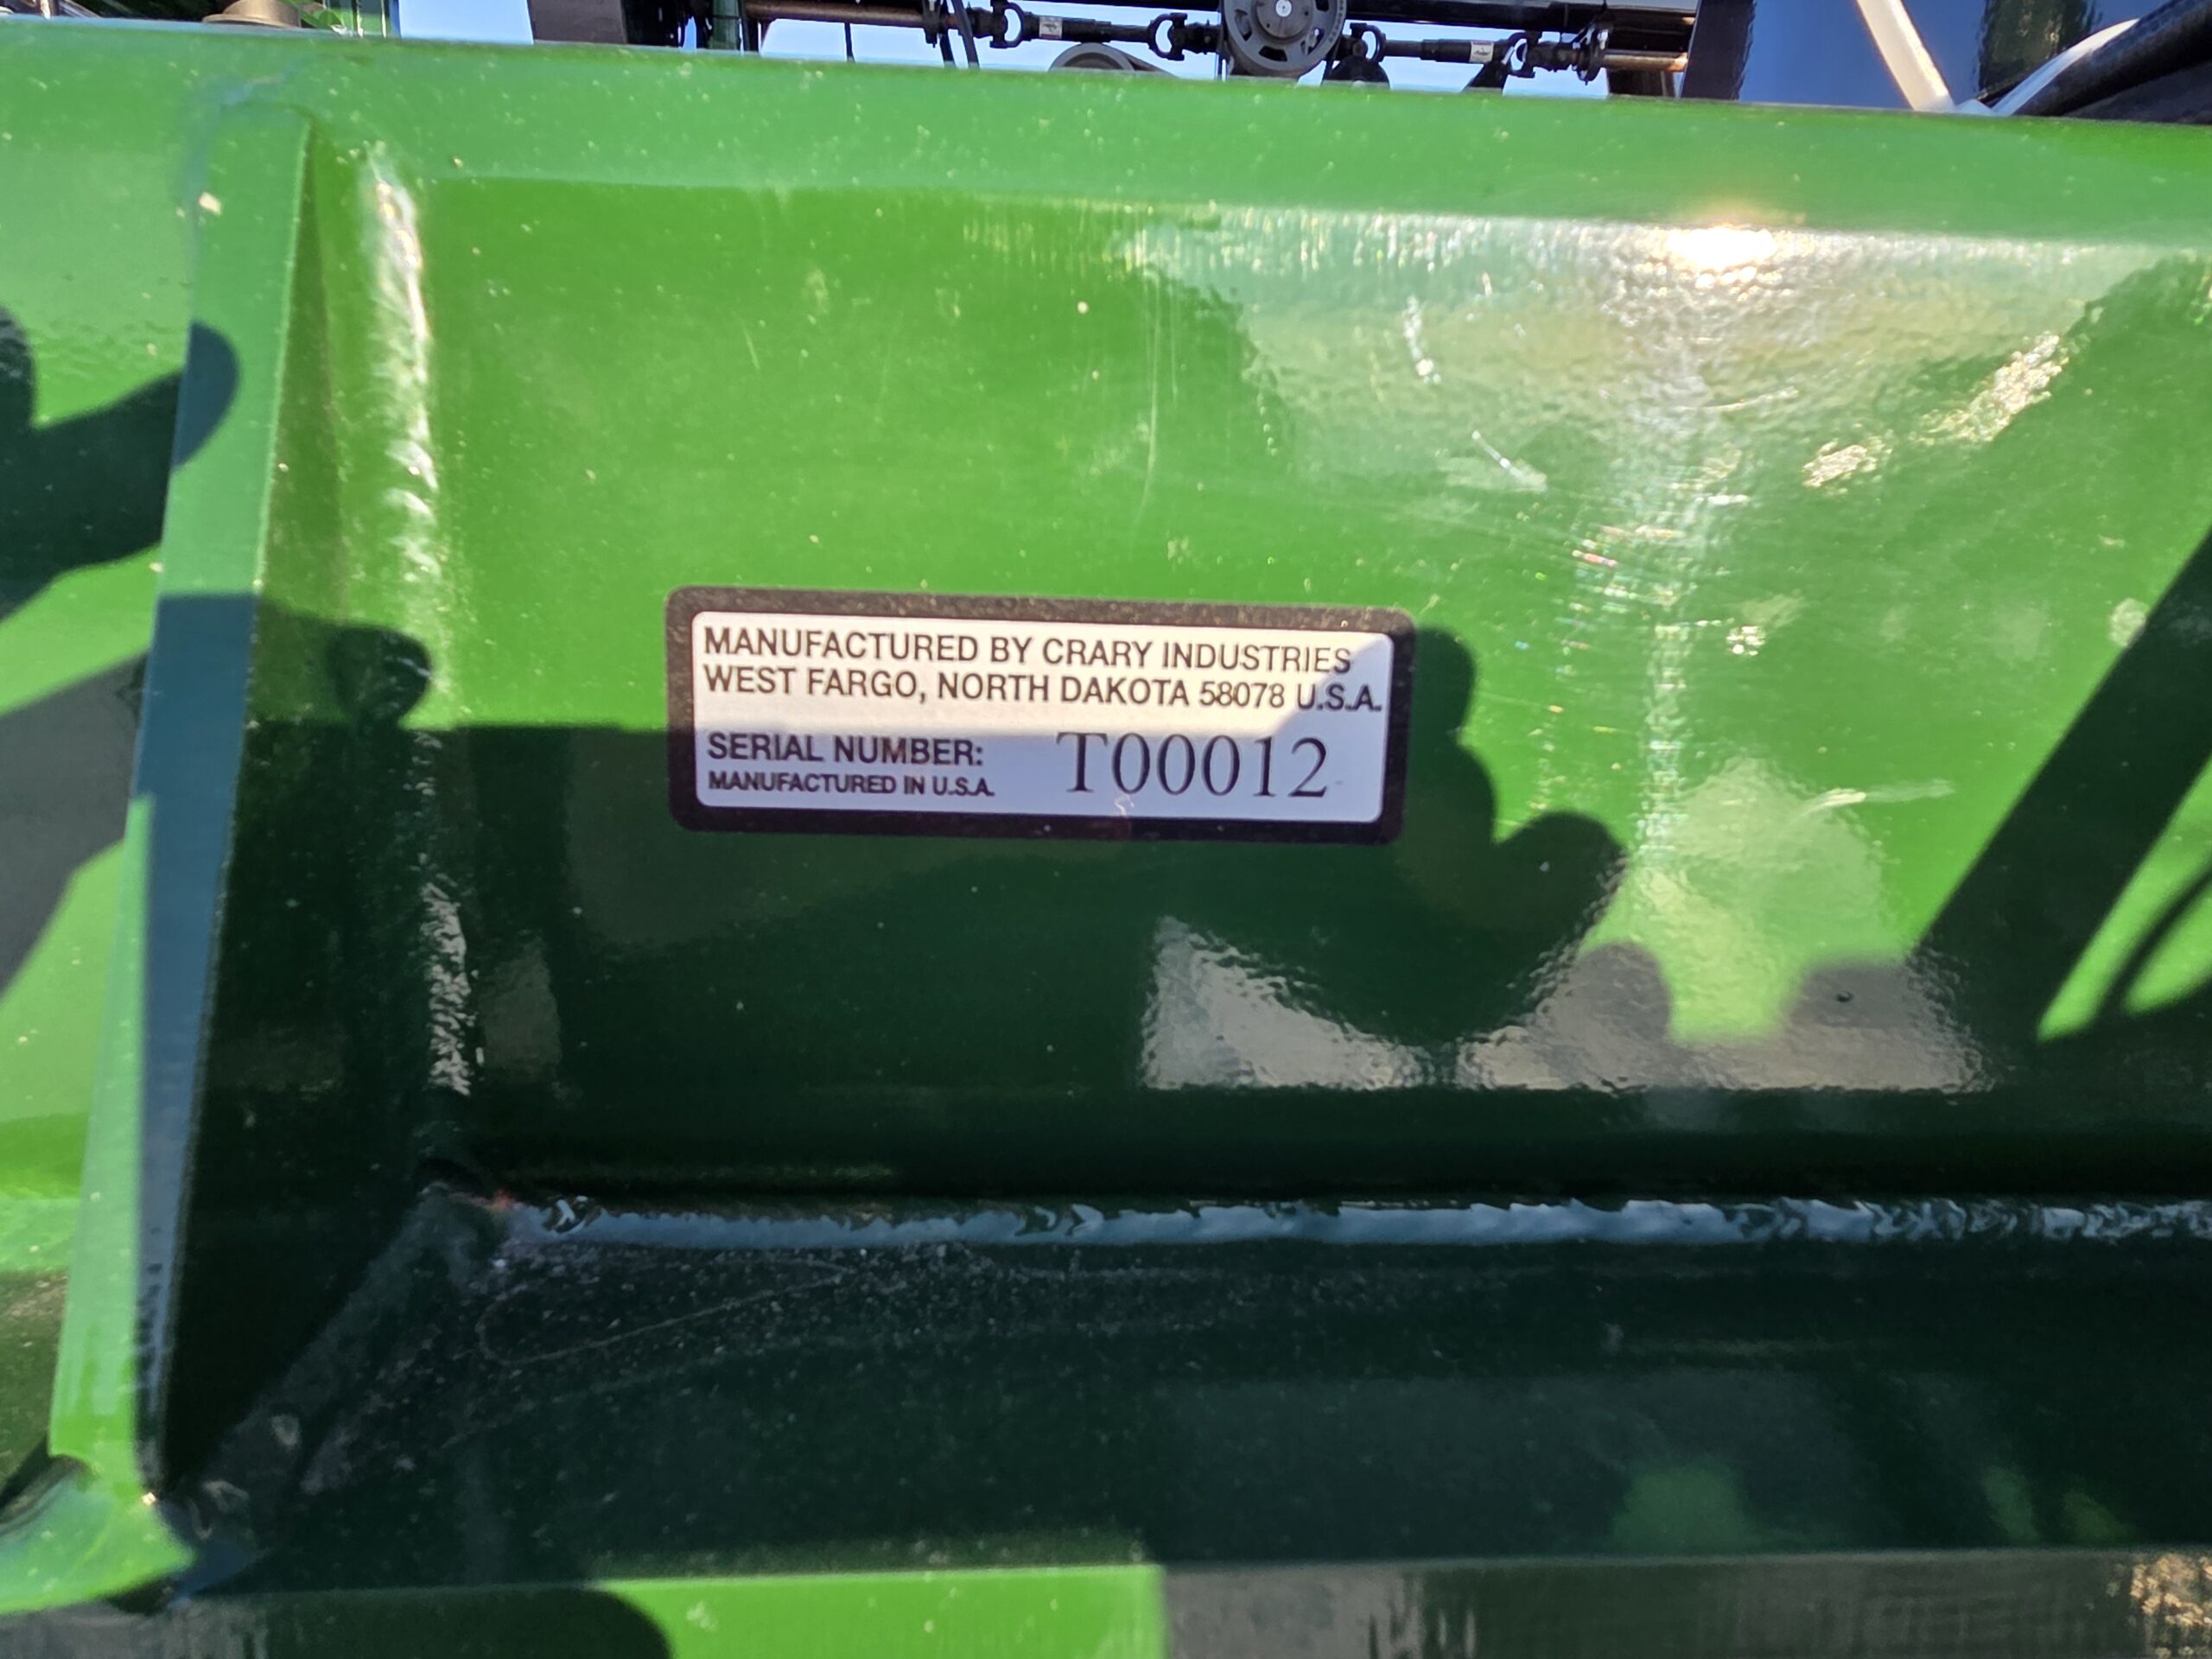 MANUFACTURED BY CRARY INDUSTRIES
WEST FARGO, NORTH DAKOTA 58078 U.S.A.
SERIAL NUMBER: T00012
MANUFACTURED IN U.S.A.